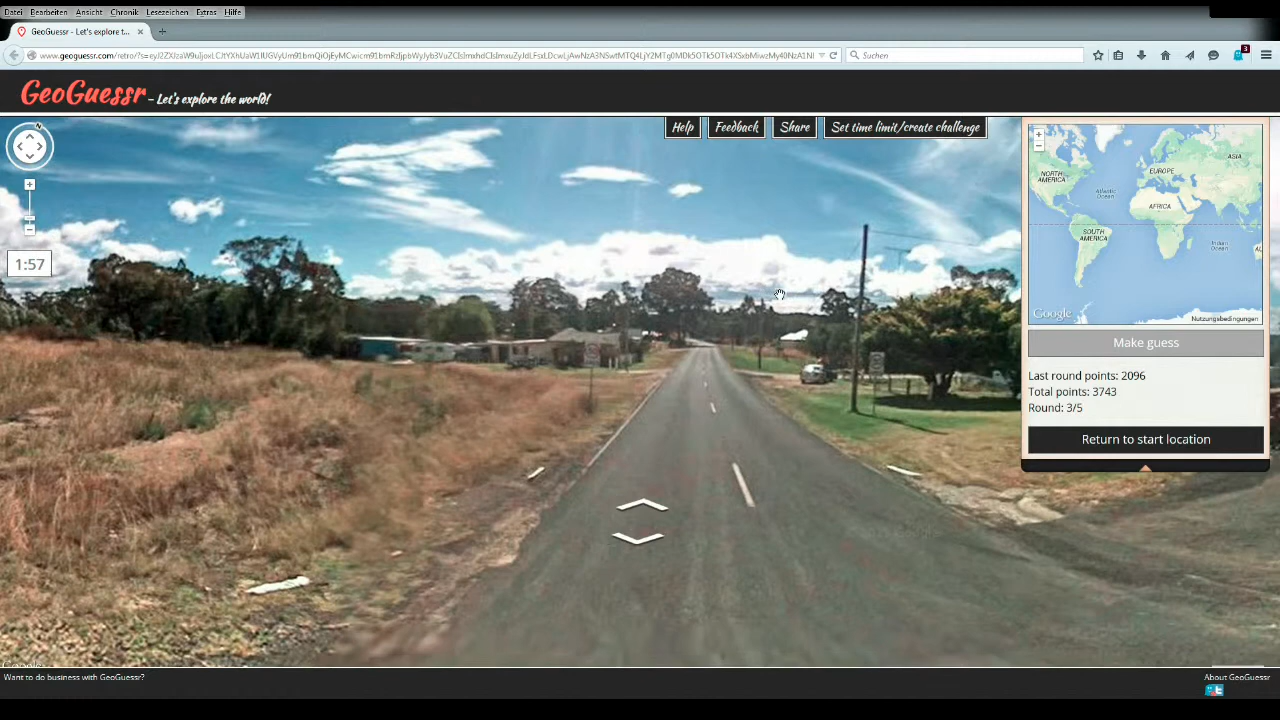 Datei Bearbeiten Ansicht Chronik Lesezeichen Extras Hilfe
GeoGuessr - Let's explore t...
Suchen
3
GeoGuessr - Let's explore the world!
Help Feedback Share Set time limit/create challenge
N
1:57
NORTH AMERICA
Atlantic Ocean
EUROPE
ASIA
AFRICA
SOUTH AMERICA
Indian Ocean
Google
Nutzungsbedingungen
Make guess
Last round points: 2096
Total points: 3743
Round: 3/5
Return to start location
Want to do business with GeoGuessr?
About GeoGuessr